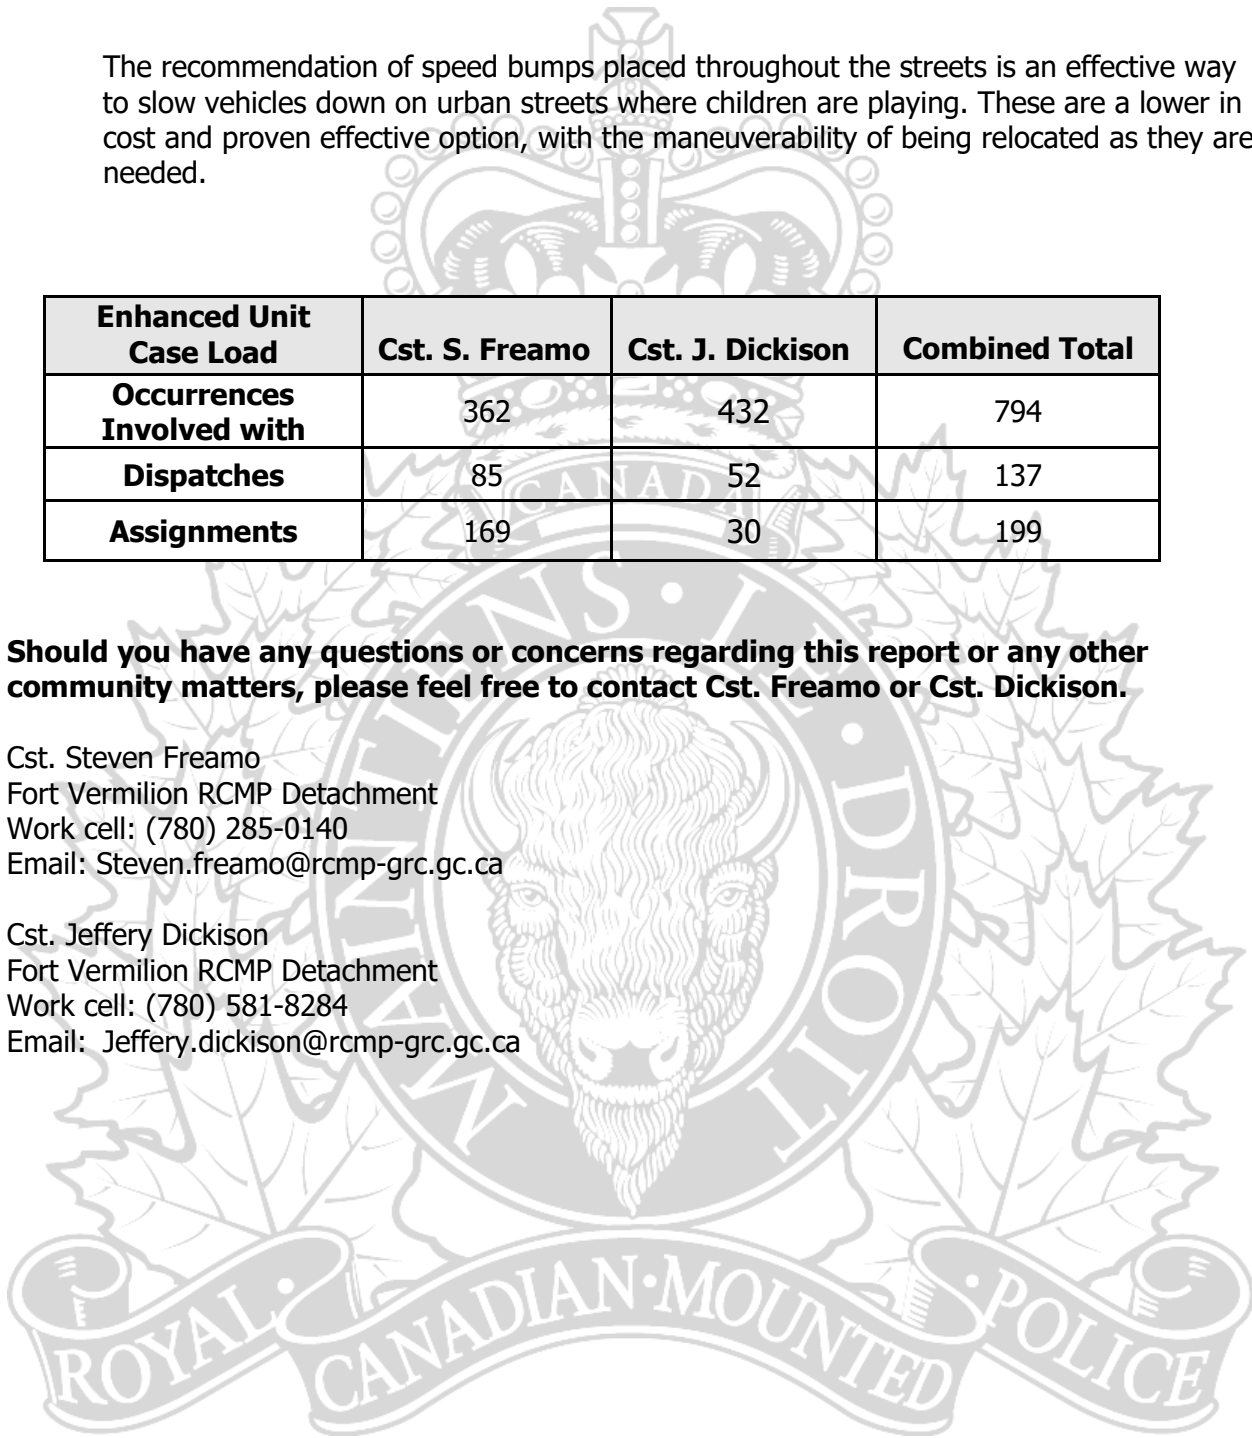 The recommendation of speed bumps placed throughout the streets is an effective way
to slow vehicles down on urban streets where children are playing. These are a lower in
cost and proven effective option, with the maneuverability of being relocated as they are
needed.
Enhanced Unit
Case Load
Cst. S. Freamo
Cst. J. Dickison
Combined Total
Occurrences
Involved with
362
432
794
Dispatches
85
52
137
Assignments
169
30
199
Should you have any questions or concerns regarding this report or any other
community matters, please feel free to contact Cst. Freamo or Cst. Dickison.
Cst. Steven Freamo
Fort Vermilion RCMP Detachment
Work cell: (780) 285-0140
Email: Steven.freamo@rcmp-grc.gc.ca
Cst. Jeffery Dickison
Fort Vermilion RCMP Detachment
Work cell: (780) 581-8284
Email: Jeffery.dickison@rcmp-grc.gc.ca
CANADA
MAINTIENS LE DROIT
ROYAL · CANADIAN · MOUNTED · POLICE